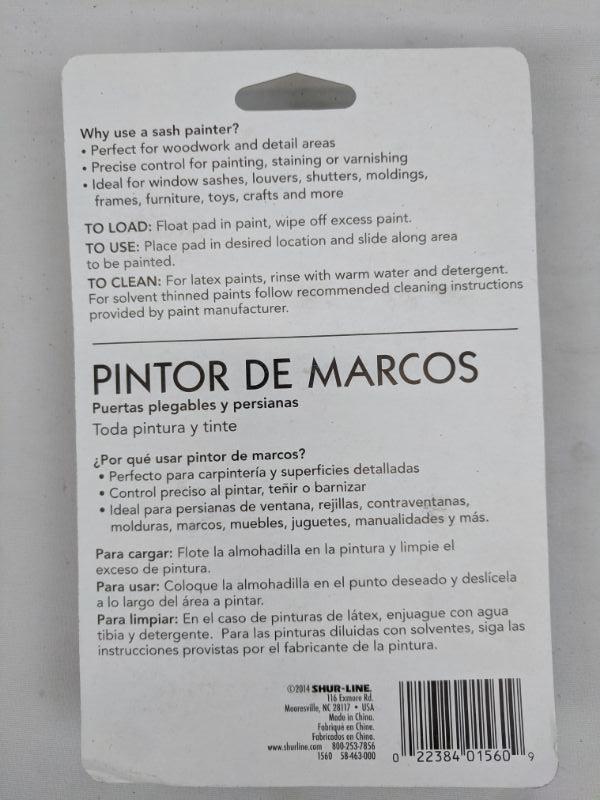 Why use a sash painter?
• Perfect for woodwork and detail areas
• Precise control for painting, staining or varnishing
• Ideal for window sashes, louvers, shutters, moldings,
frames, furniture, toys, crafts and more
TO LOAD: Float pad in paint, wipe off excess paint.
TO USE: Place pad in desired location and slide along area
to be painted.
TO CLEAN: For latex paints, rinse with warm water and detergent.
For solvent thinned paints follow recommended cleaning instructions
provided by paint manufacturer.
PINTOR DE MARCOS
Puertas plegables y persianas
Toda pintura y tinte
¿Por qué usar pintor de marcos?
• Perfecto para carpintería y superficies detalladas
• Control preciso al pintar, teñir o barnizar
• Ideal para persianas de ventana, rejillas, contraventanas,
molduras, marcos, muebles, juguetes, manualidades y más.
Para cargar: Flote la almohadilla en la pintura y limpie el
exceso de pintura.
Para usar: Coloque la almohadilla en el punto deseado y deslícela
a lo largo del área a pintar.
Para limpiar: En el caso de pinturas de látex, enjuague con agua
tibia y detergente. Para las pinturas diluidas con solventes, siga las
instrucciones provistas por el fabricante de la pintura.
©2014 SHUR-LINE.
116 Exmore Rd.
Mooresville, NC 28117 • USA
Made in China.
Fabriqué en Chine.
Fabricados en China.
www.shurline.com 800-253-7856
1560 SB-463-000
0 22384 01560 9